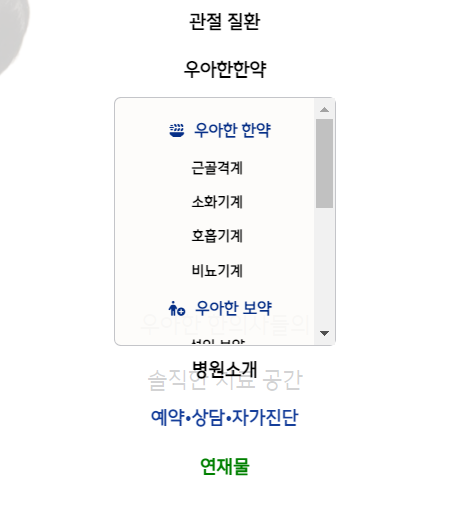 관절 질환
우아한한약
우아한 한약
근골격계
소화기계
호흡기계
비뇨기계
우아한 보약
병원소개
솔직한 치료 공간
예약•상담•자가진단
연재물